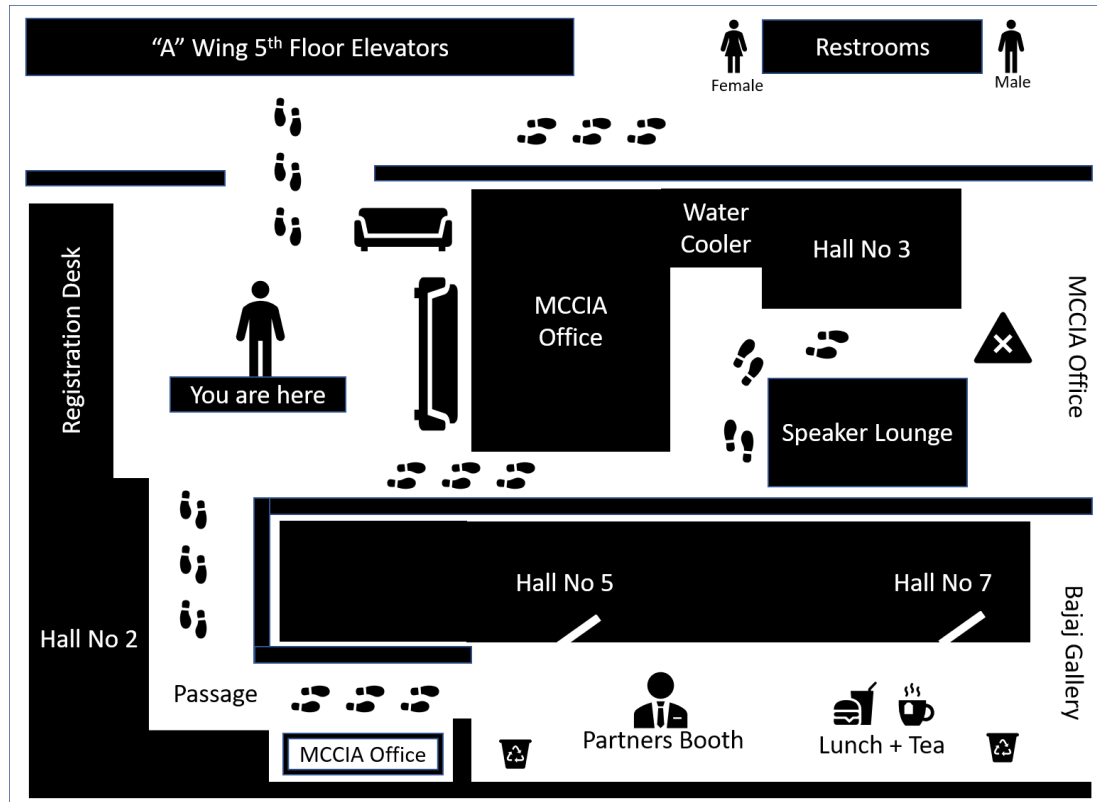 “A” Wing 5th Floor Elevators
Restrooms
Female
Male
Registration Desk
You are here
MCCIA
Office
Water
Cooler
Hall No 3
MCCIA Office
Speaker Lounge
Hall No 2
Hall No 5
Hall No 7
Bajaj Gallery
Passage
MCCIA Office
Partners Booth
Lunch + Tea